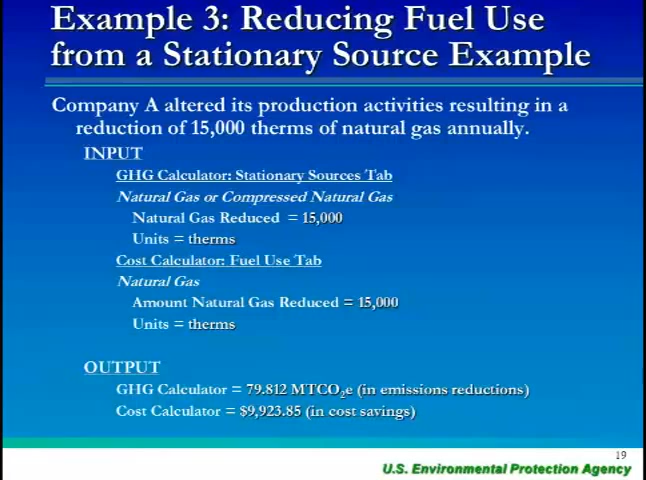 Example 3: Reducing Fuel Use
from a Stationary Source Example
Company A altered its production activities resulting in a
reduction of 15,000 therms of natural gas annually.
INPUT
GHG Calculator: Stationary Sources Tab
Natural Gas or Compressed Natural Gas
Natural Gas Reduced = 15,000
Units = therms
Cost Calculator: Fuel Use Tab
Natural Gas
Amount Natural Gas Reduced = 15,000
Units = therms
OUTPUT
GHG Calculator = 79.812 MTCO₂e (in emissions reductions)
Cost Calculator = $9,923.85 (in cost savings)
19
U.S. Environmental Protection Agency